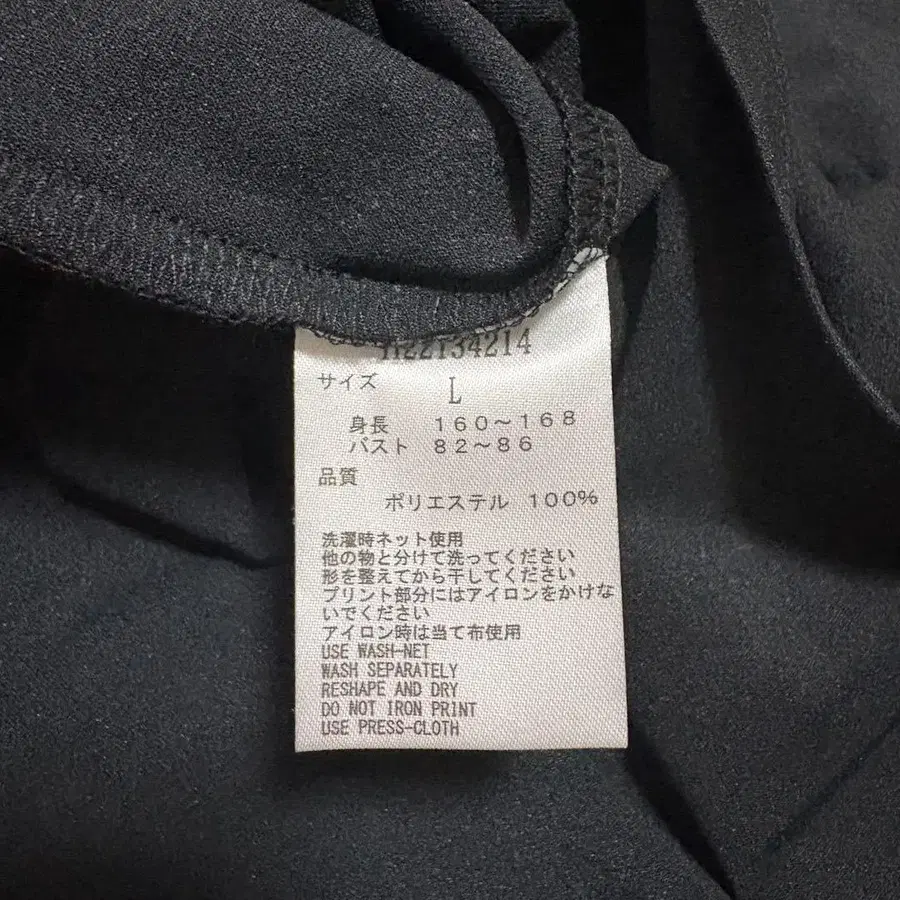 サイズ L
身長 160～168
バスト 82～86
品質
ポリエステル 100%
洗濯時ネット使用
他の物と分けて洗ってください
形を整えてから干してください
プリント部分にはアイロンをかけな
いでください
アイロン時は当て布使用
USE WASH-NET
WASH SEPARATELY
RESHAPE AND DRY
DO NOT IRON PRINT
USE PRESS-CLOTH